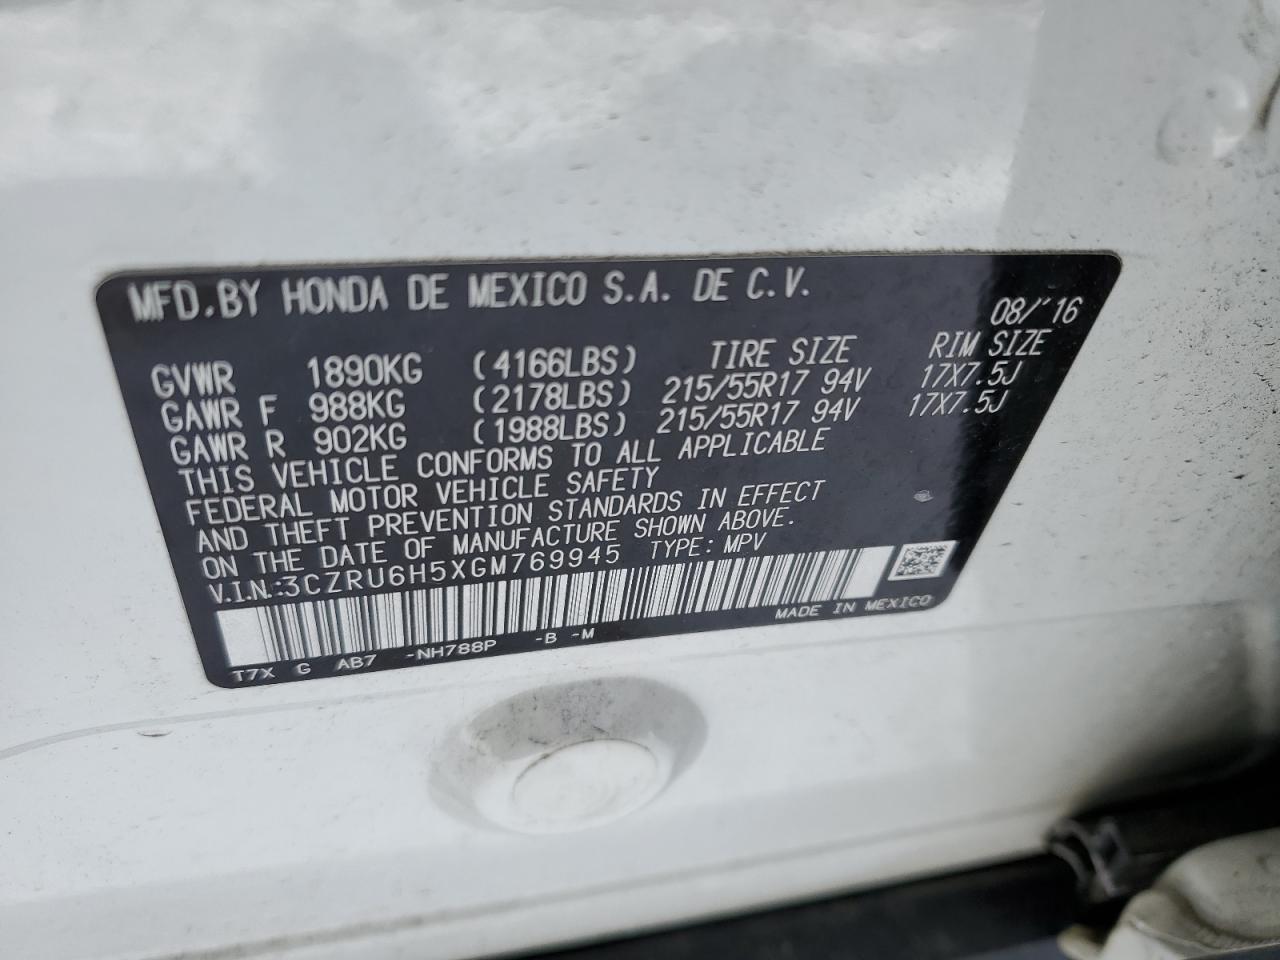 MFD. BY HONDA DE MEXICO S.A. DE C.V.
08/'16
GVWR 1890KG (4166LBS) TIRE SIZE RIM SIZE
GAWR F 988KG (2178LBS) 215/55R17 94V 17X7.5J
GAWR R 902KG (1988LBS) 215/55R17 94V 17X7.5J
THIS VEHICLE CONFORMS TO ALL APPLICABLE
FEDERAL MOTOR VEHICLE SAFETY
AND THEFT PREVENTION STANDARDS IN EFFECT
ON THE DATE OF MANUFACTURE SHOWN ABOVE.
V.I.N.:3CZRU6H5XGM769945 TYPE: MPV
MADE IN MEXICO
T7X G AB7 -NH788P -B -M